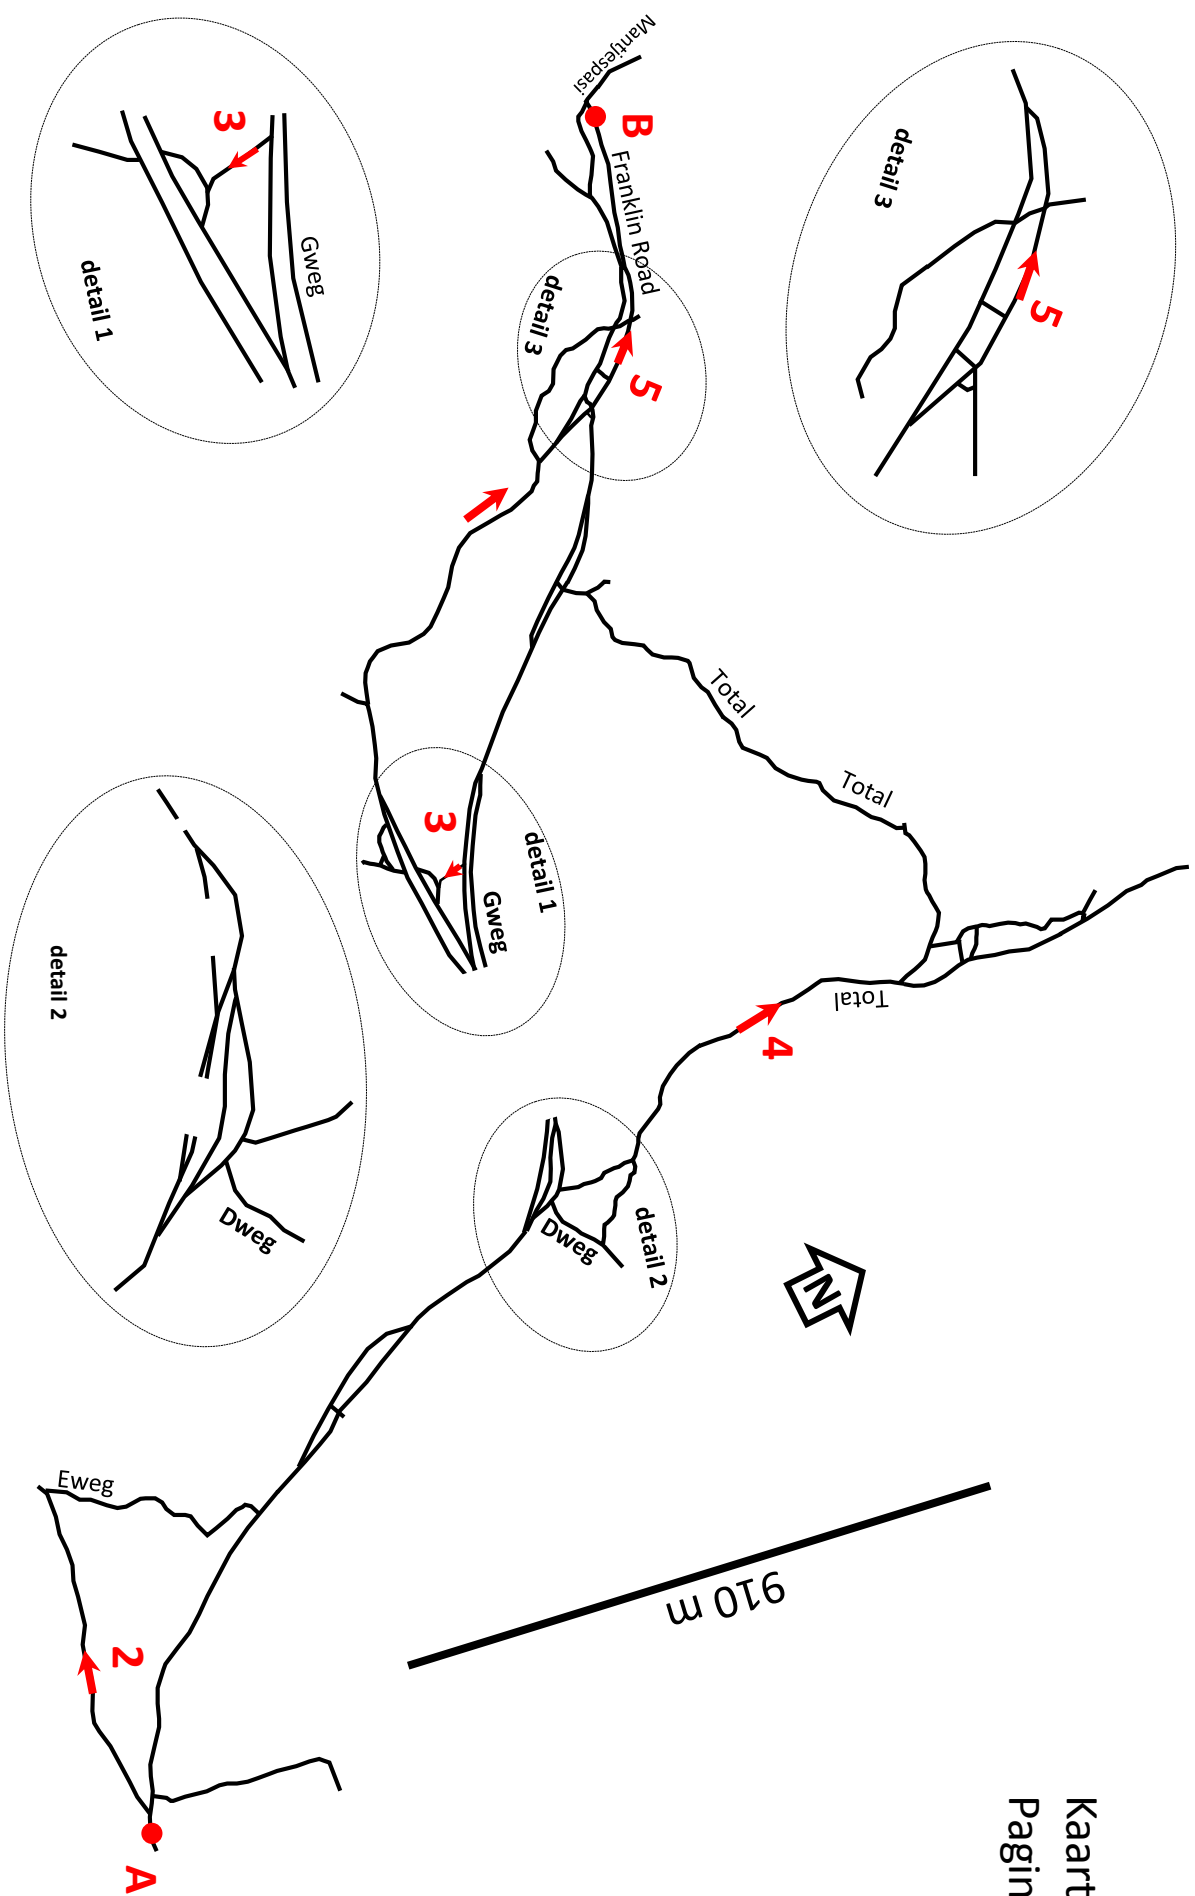 Kaart
Pagin
Mantjespasi
B
Franklin Road
detail 3
5
detail 3
5
3
Gweg
detail 1
Total
Total
Total
3
Gweg
detail 1
4
detail 2
Dweg
detail 2
Dweg
N
910 m
Eweg
2
A